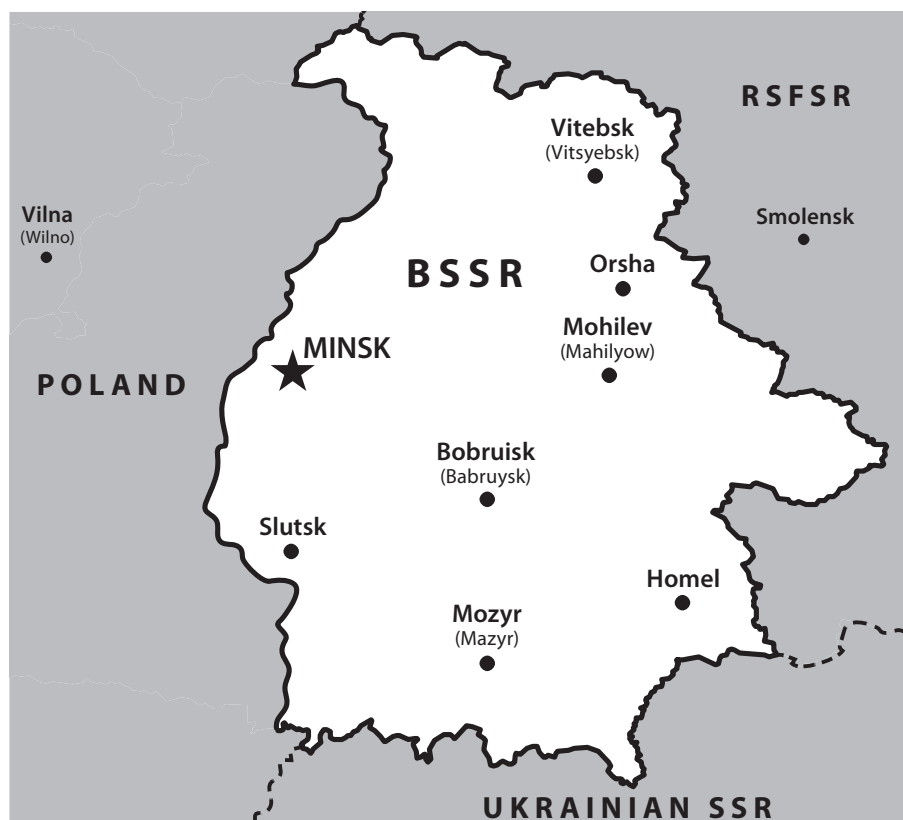 RSFSR
Vitebsk
(Vitsyebsk)
Vilna
(Wilno)
Smolensk
BSSR
Orsha
Mohilev
(Mahilyow)
MINSK
POLAND
Bobruisk
(Babruysk)
Slutsk
Homel
Mozyr
(Mazyr)
UKRAINIAN SSR